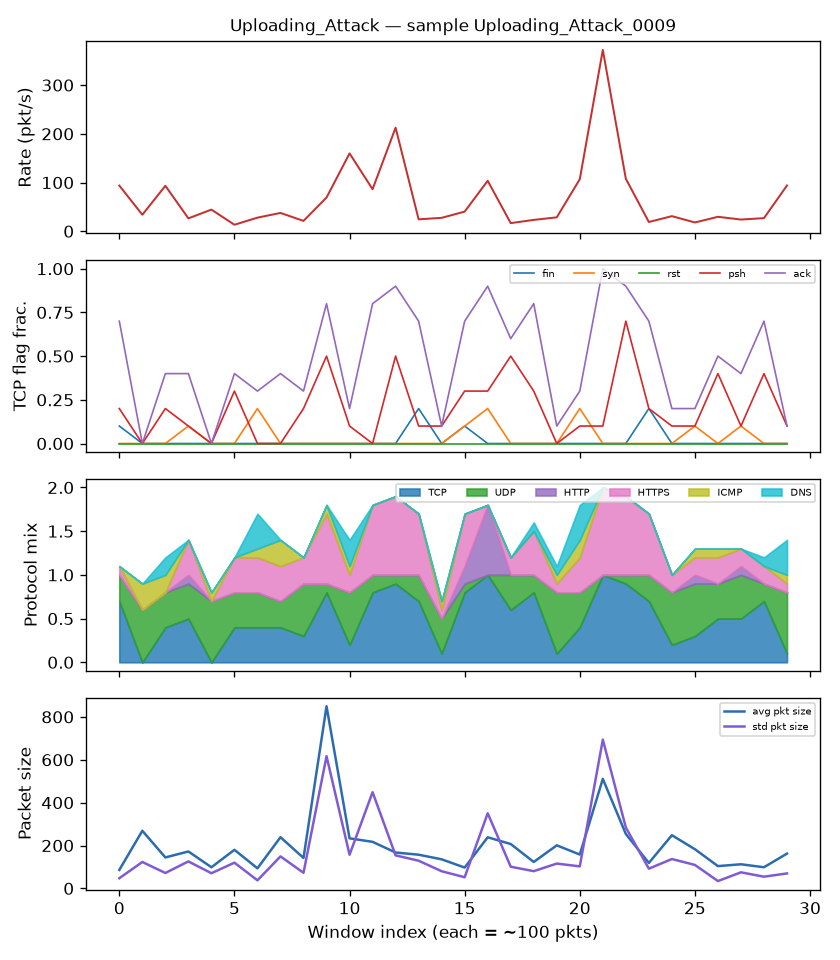 Uploading_Attack — sample Uploading_Attack_0009
Rate (pkt/s)
300
200
100
0
TCP flag frac.
1.00
0.75
0.50
0.25
0.00
fin syn rst psh ack
Protocol mix
2.0
1.5
1.0
0.5
0.0
TCP UDP HTTP HTTPS ICMP DNS
Packet size
800
600
400
200
0
avg pkt size
std pkt size
0 5 10 15 20 25 30
Window index (each = ~100 pkts)